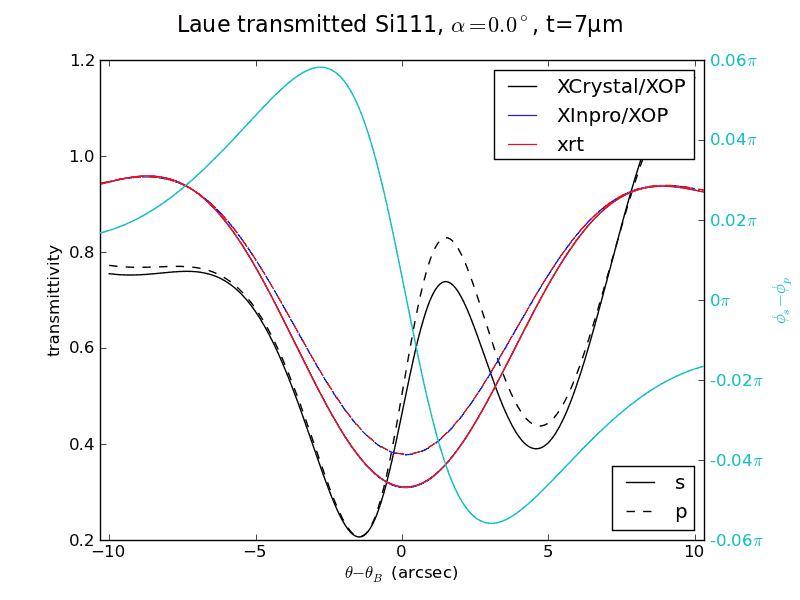 Laue transmitted Si111, α=0.0°, t=7µm
1.2
1.0
0.8
0.6
0.4
0.2
transmittivity
0.06π
0.04π
0.02π
0π
-0.02π
-0.04π
-0.06π
ϕs−ϕp
XCrystal/XOP
XInpro/XOP
xrt
s
p
−10
−5
0
5
10
θ−θB (arcsec)